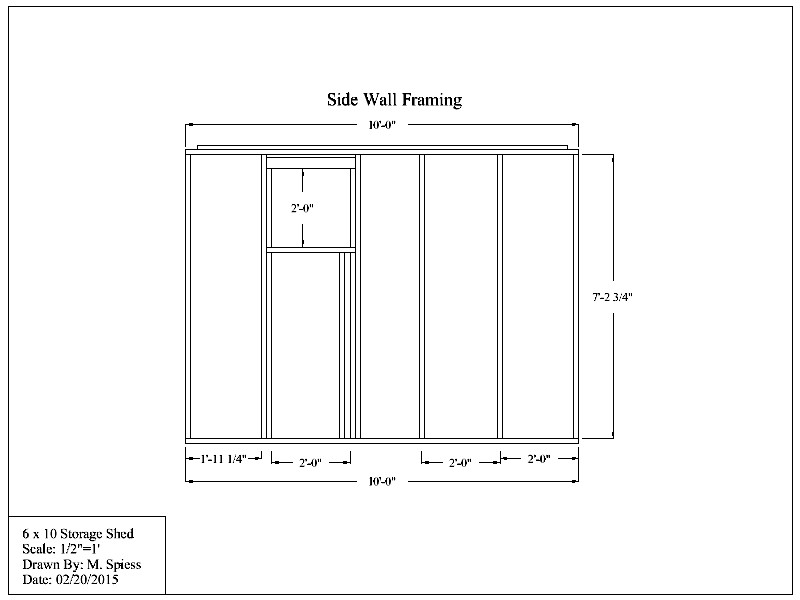 Side Wall Framing
10'-0"
2'-0"
7'-2 3/4"
1'-11 1/4"
2'-0"
2'-0"
2'-0"
10'-0"
6 x 10 Storage Shed
Scale: 1/2"=1'
Drawn By: M. Spiess
Date: 02/20/2015